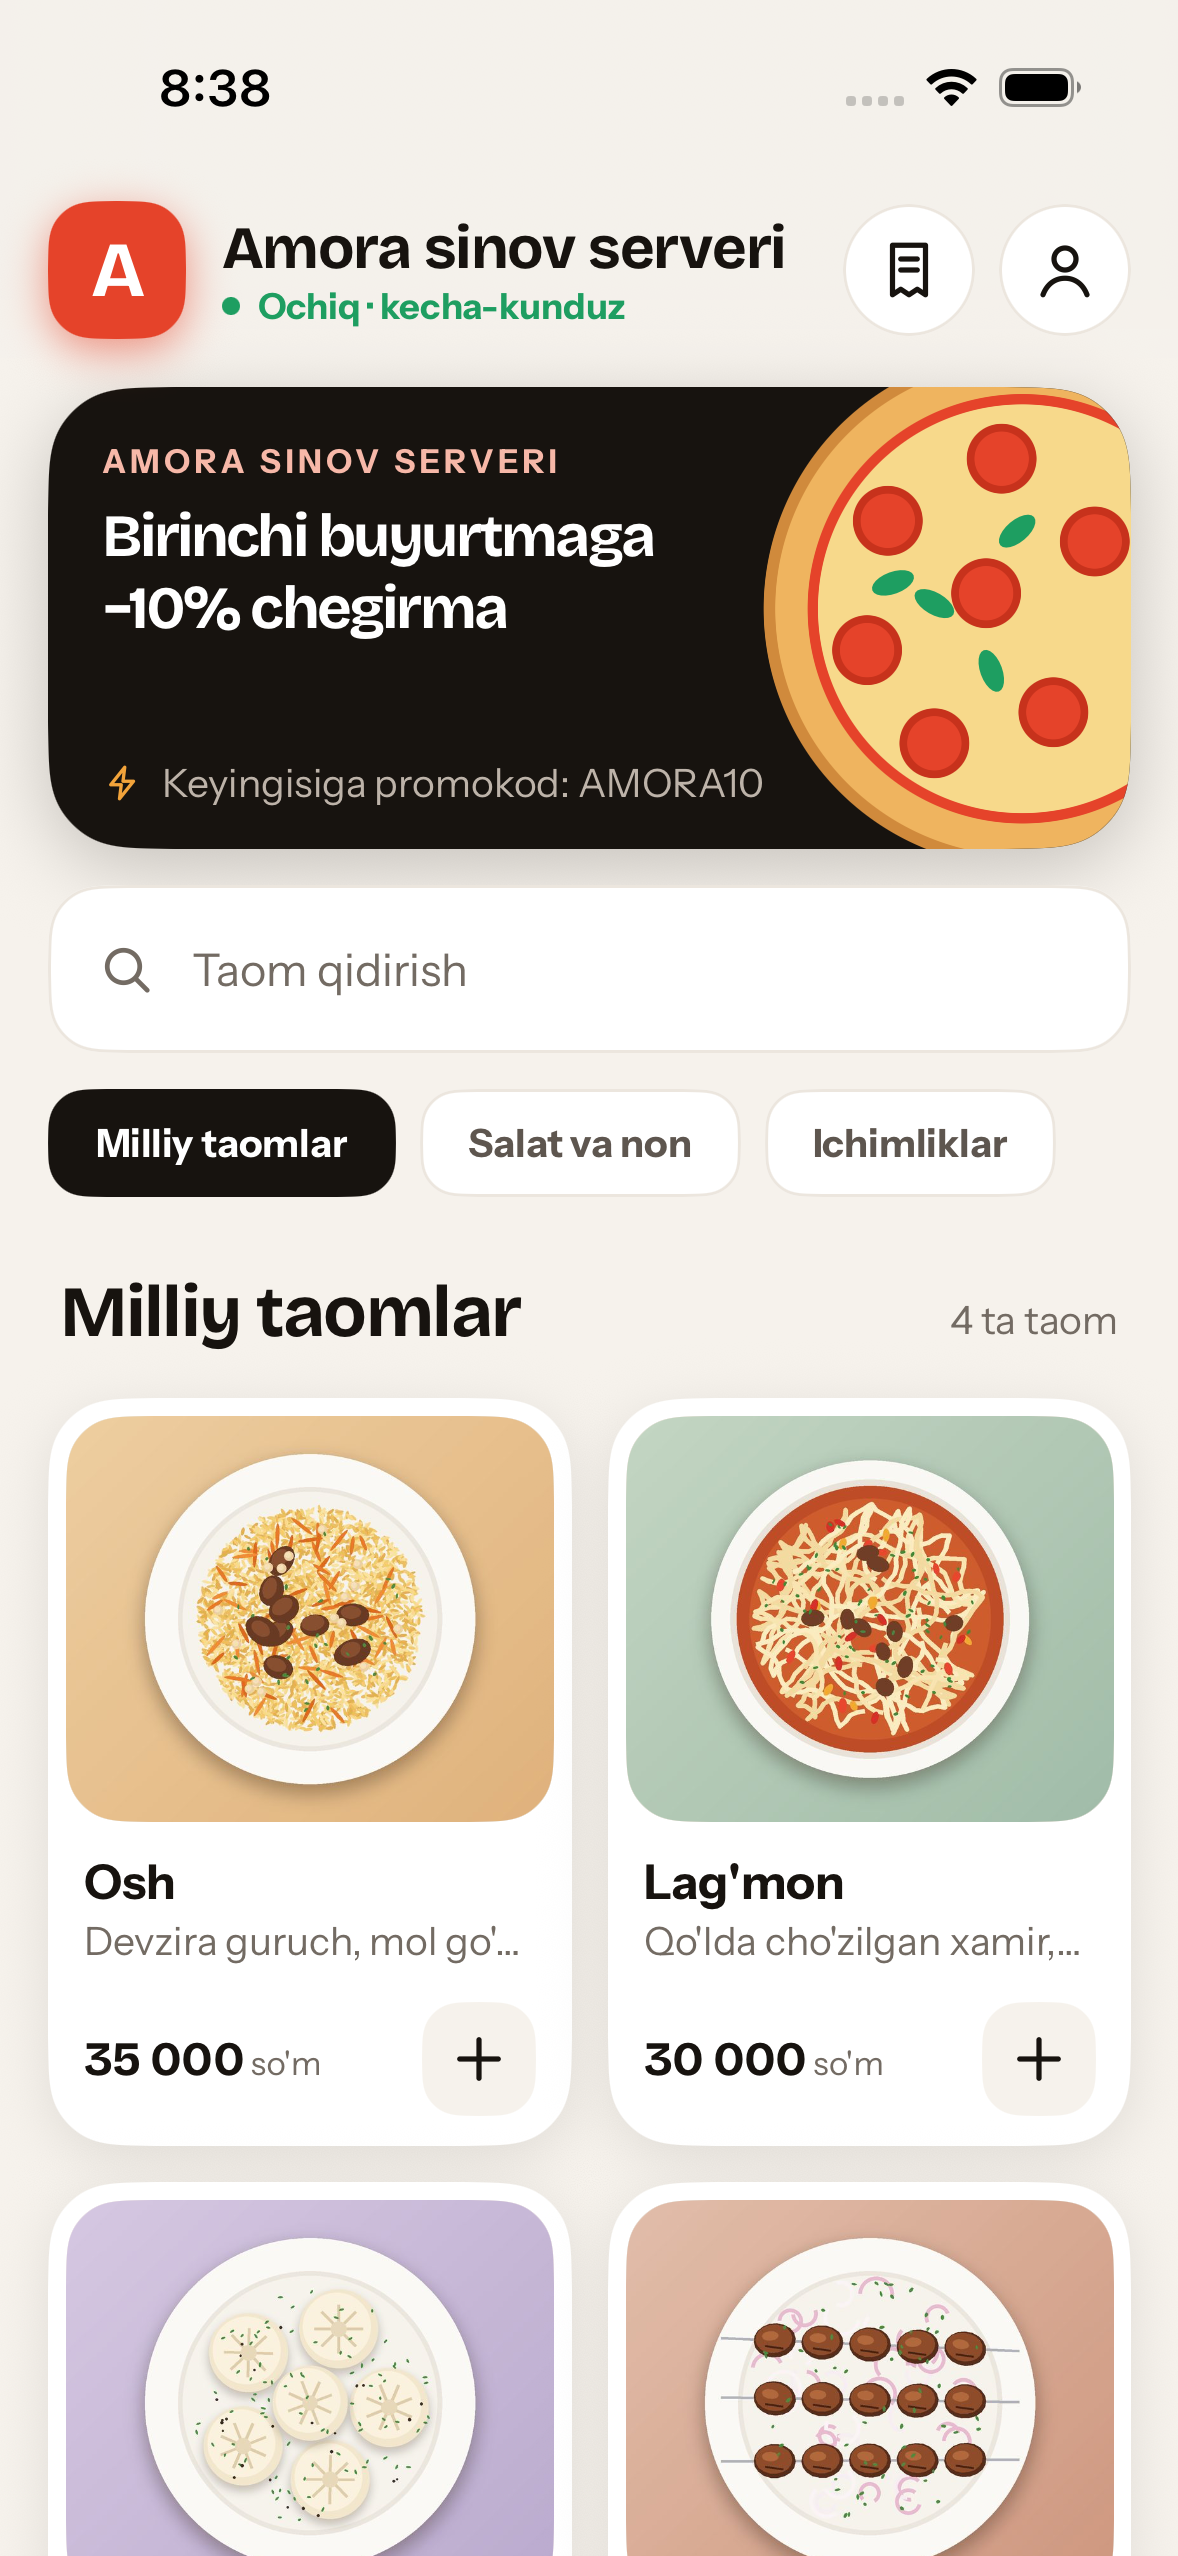 8:38
A
Amora sinov serveri
Ochiq · kecha-kunduz
AMORA SINOV SERVERI
Birinchi buyurtmaga
−10% chegirma
Keyingisiga promokod: AMORA10
Taom qidirish
Milliy taomlar
Salat va non
Ichimliklar
Milliy taomlar
4 ta taom
Osh
Devzira guruch, mol go'...
35 000 so'm
Lag'mon
Qo'lda cho'zilgan xamir,...
30 000 so'm